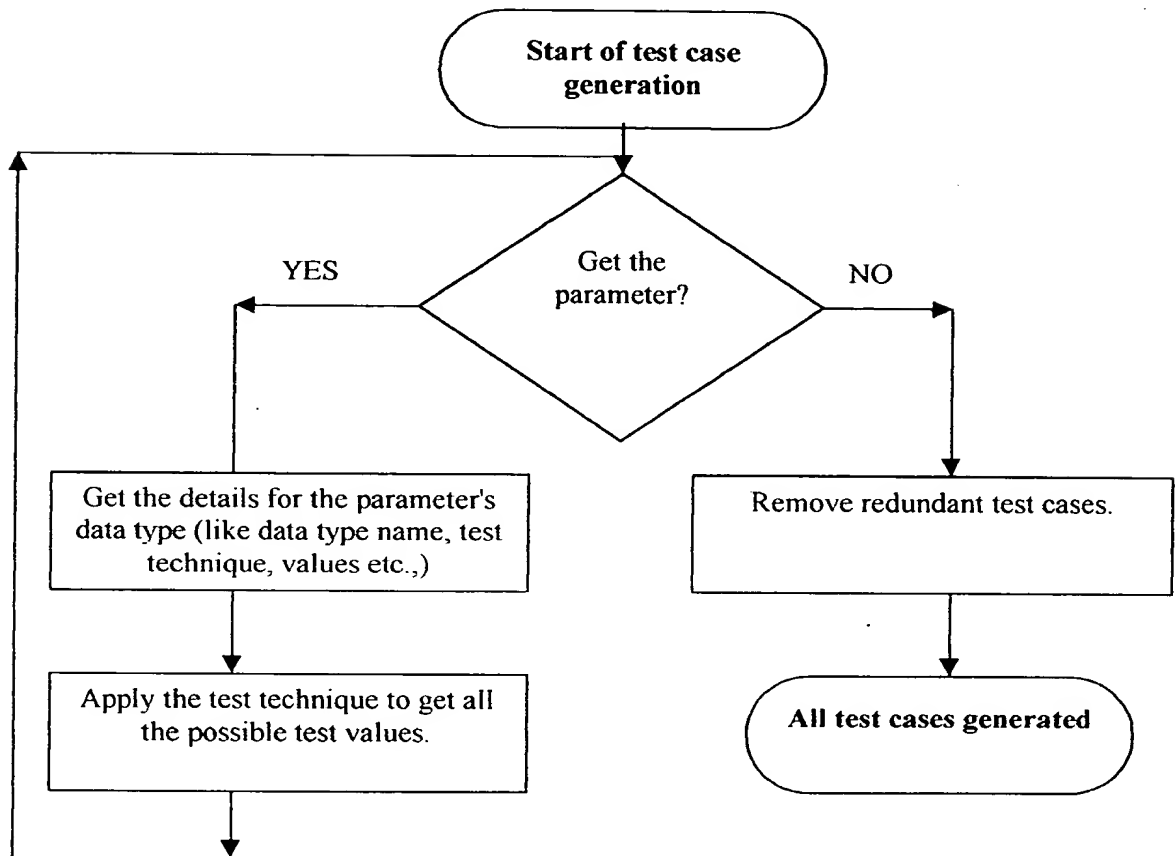 Start of test case
generation
YES
Get the
parameter?
NO
Get the details for the parameter's
data type (like data type name, test
technique, values etc.,)
Remove redundant test cases.
Apply the test technique to get all
the possible test values.
All test cases generated